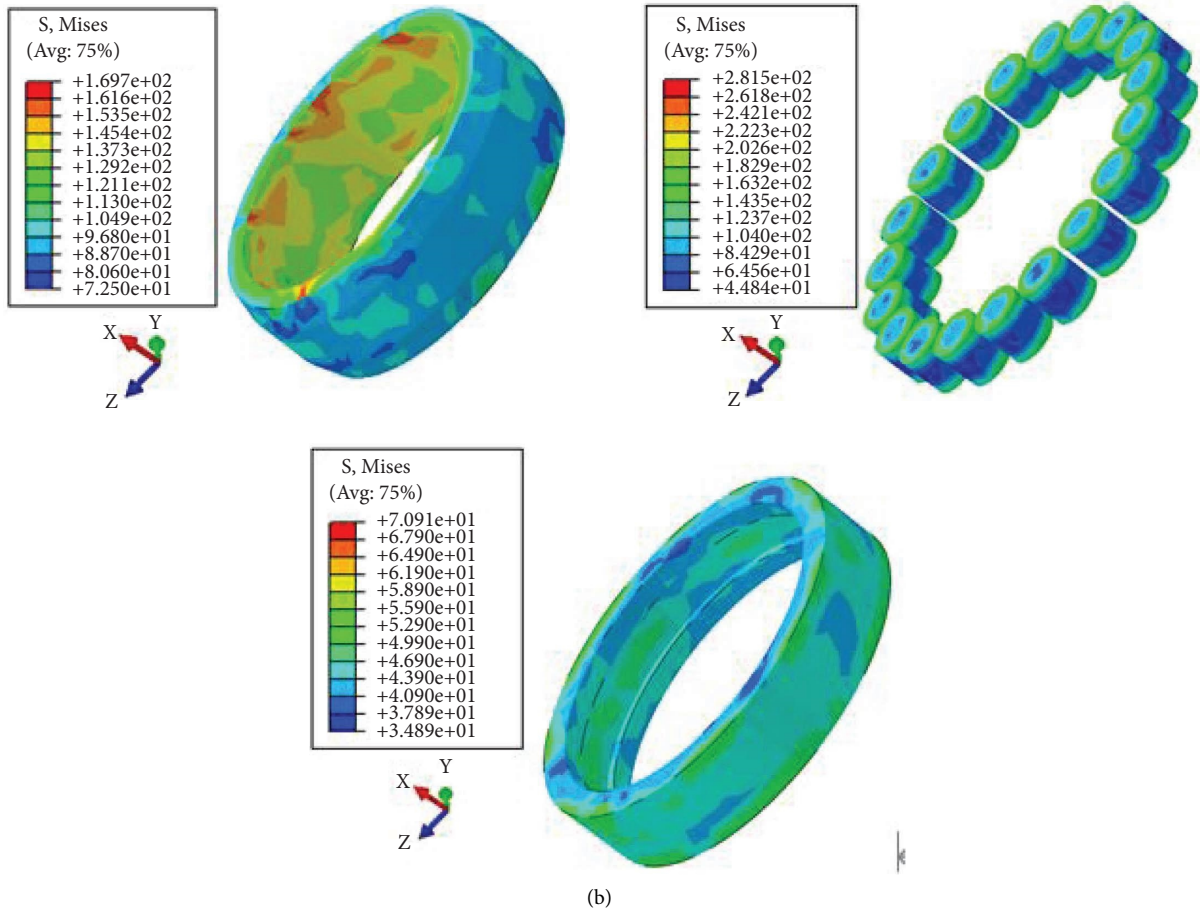 S, Mises
(Avg: 75%)
+1.697e+02
+1.616e+02
+1.535e+02
+1.454e+02
+1.373e+02
+1.292e+02
+1.211e+02
+1.130e+02
+1.049e+02
+9.680e+01
+8.870e+01
+8.060e+01
+7.250e+01
X
Y
Z
S, Mises
(Avg: 75%)
+2.815e+02
+2.618e+02
+2.421e+02
+2.223e+02
+2.026e+02
+1.829e+02
+1.632e+02
+1.435e+02
+1.237e+02
+1.040e+02
+8.429e+01
+6.456e+01
+4.484e+01
X
Y
Z
S, Mises
(Avg: 75%)
+7.091e+01
+6.790e+01
+6.490e+01
+6.190e+01
+5.890e+01
+5.590e+01
+5.290e+01
+4.990e+01
+4.690e+01
+4.390e+01
+4.090e+01
+3.789e+01
+3.489e+01
X
Y
Z
(b)